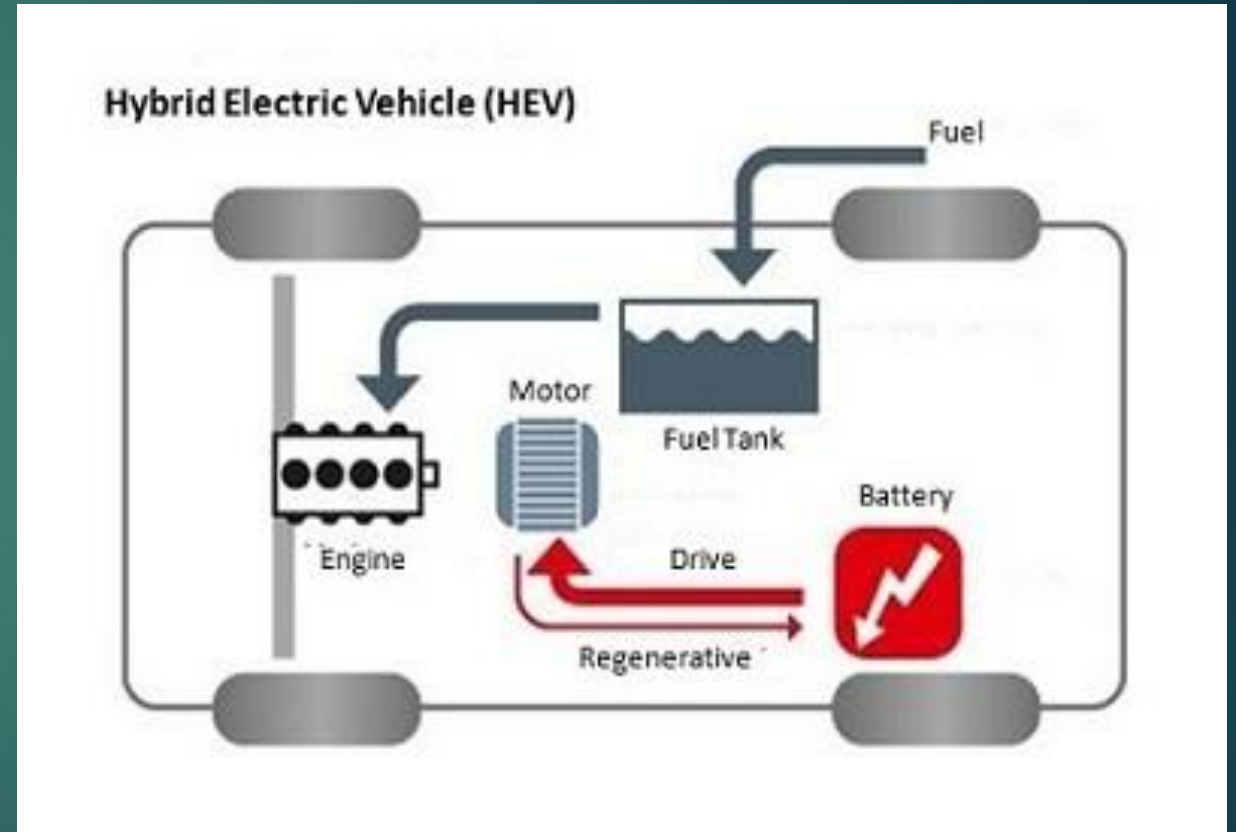 Hybrid Electric Vehicle (HEV)
Fuel
Motor
Fuel Tank
Battery
Engine
Drive
Regenerative